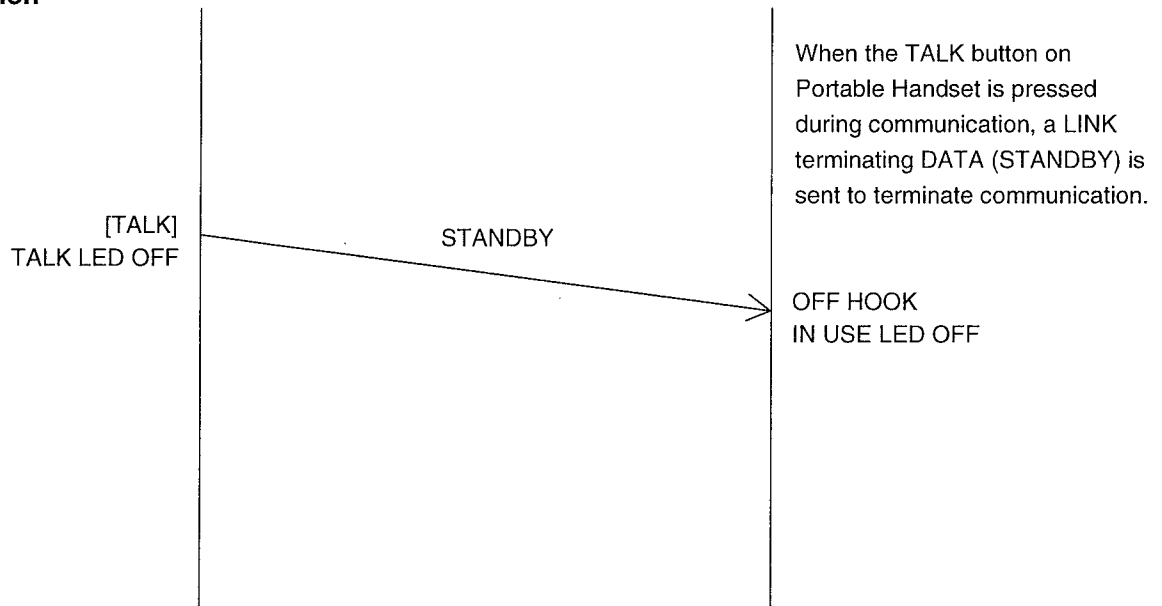 When the TALK button on
Portable Handset is pressed
during communication, a LINK
terminating DATA (STANDBY) is
sent to terminate communication.
[TALK]
TALK LED OFF
STANDBY
OFF HOOK
IN USE LED OFF